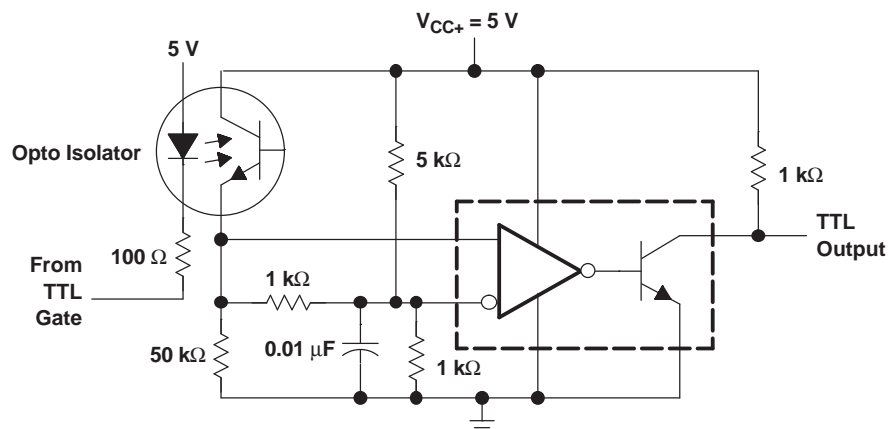 V_CC+ = 5 V
5 V
Opto Isolator
5 kΩ
1 kΩ
TTL
Output
100 Ω
From
TTL
Gate
1 kΩ
50 kΩ
0.01 μF
1 kΩ